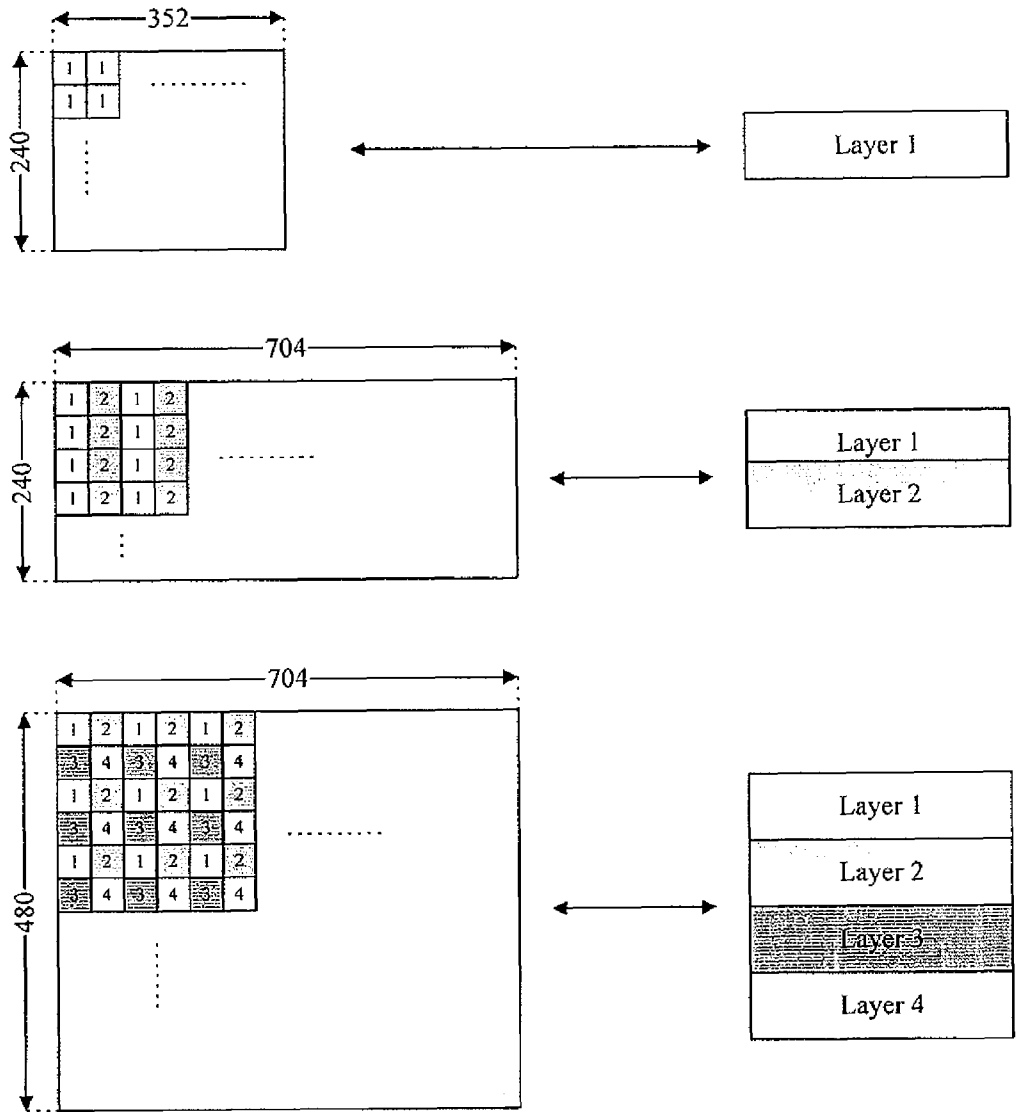 352
240
1 1
1 1
Layer 1
704
240
1 2 1 2
1 2 1 2
1 2 1 2
1 2 1 2
Layer 1
Layer 2
704
480
1 2 1 2 1 2
3 4 3 4 3 4
1 2 1 2 1 2
3 4 3 4 3 4
1 2 1 2 1 2
3 4 3 4 3 4
Layer 1
Layer 2
Layer 3
Layer 4